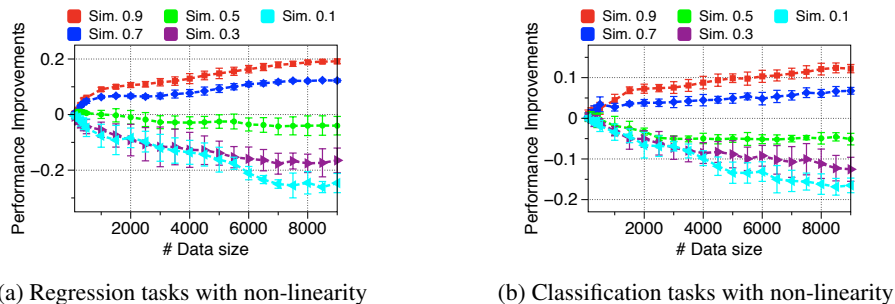 Sim. 0.9 Sim. 0.5 Sim. 0.1
Sim. 0.7 Sim. 0.3
Performance Improvements
0.2
0
−0.2
2000 4000 6000 8000
# Data size
(a) Regression tasks with non-linearity
Sim. 0.9 Sim. 0.5 Sim. 0.1
Sim. 0.7 Sim. 0.3
Performance Improvements
0.1
0
−0.1
−0.2
2000 4000 6000 8000
# Data size
(b) Classification tasks with non-linearity